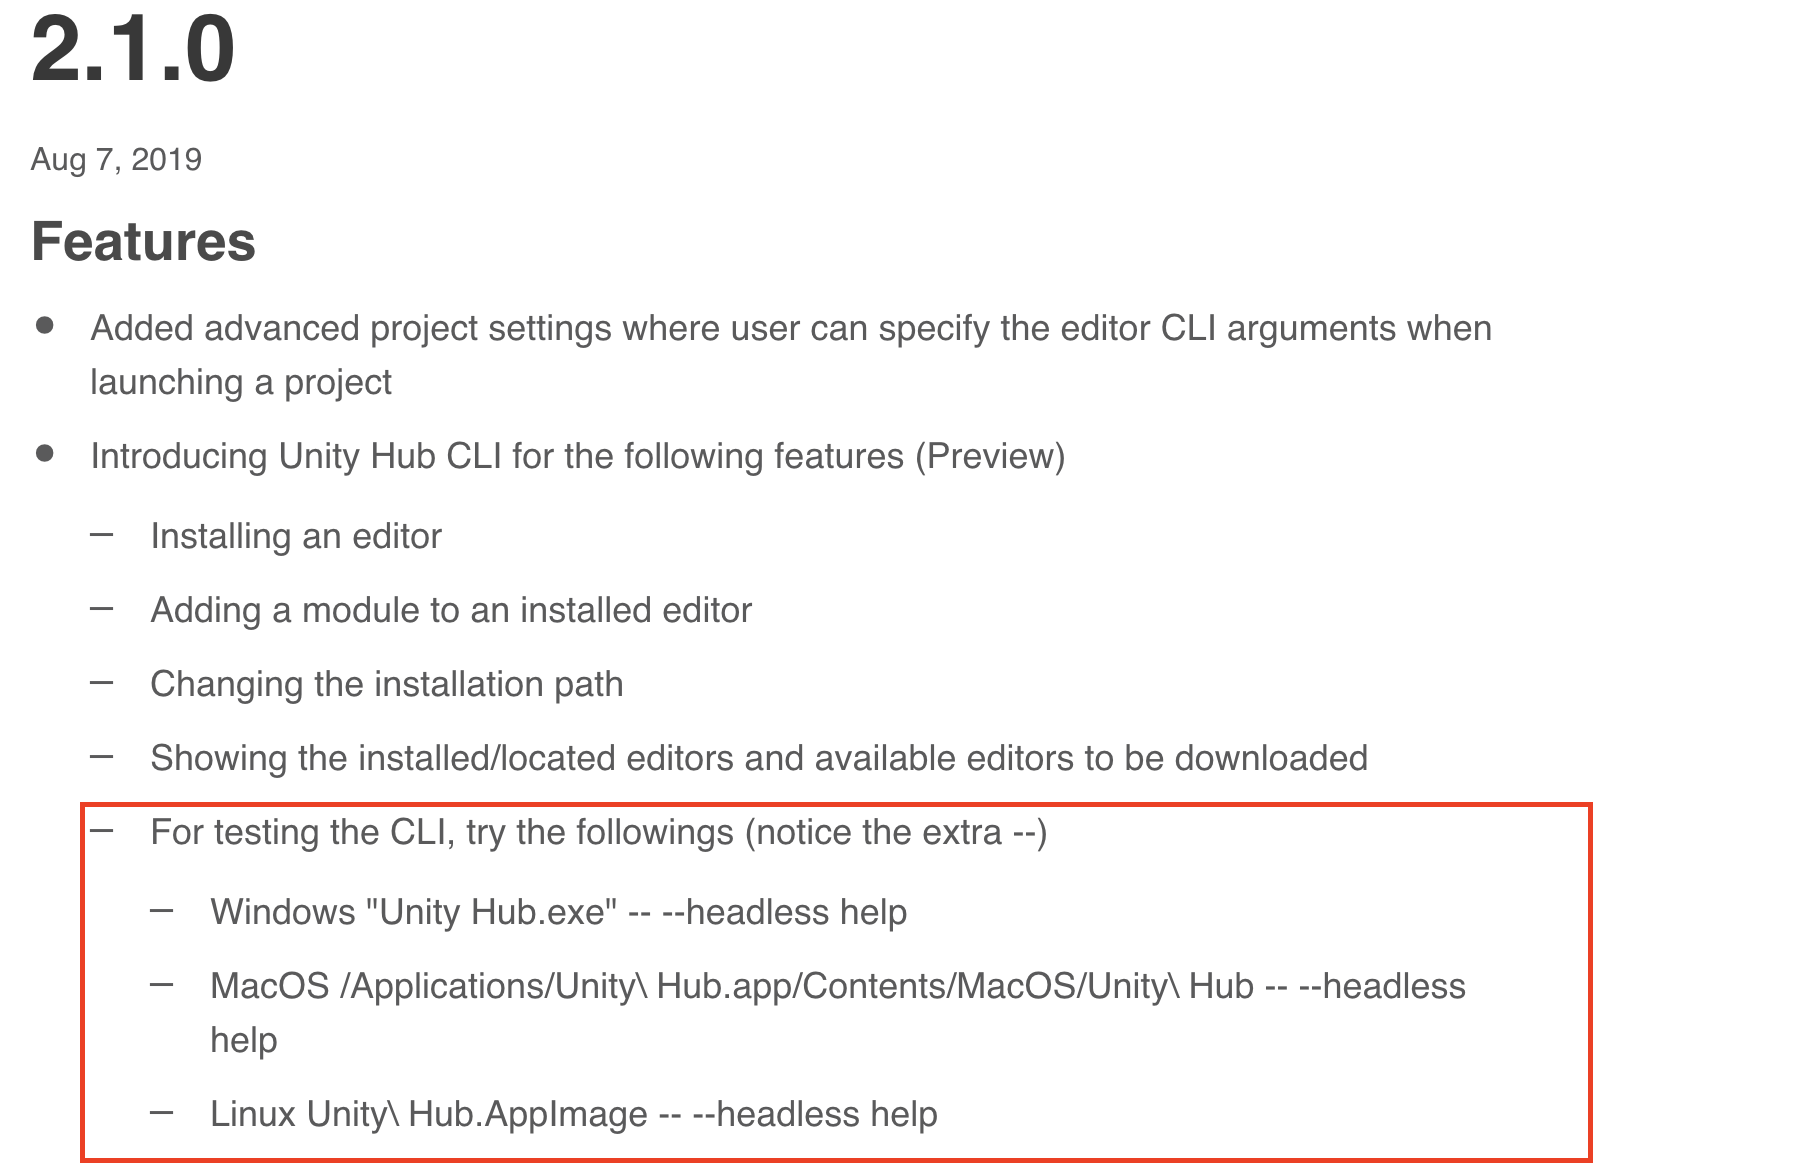 2.1.0
Aug 7, 2019
Features
Added advanced project settings where user can specify the editor CLI arguments when
launching a project
Introducing Unity Hub CLI for the following features (Preview)
Installing an editor
Adding a module to an installed editor
Changing the installation path
Showing the installed/located editors and available editors to be downloaded
For testing the CLI, try the followings (notice the extra --)
Windows "Unity Hub.exe" -- --headless help
MacOS /Applications/Unity\ Hub.app/Contents/MacOS/Unity\ Hub -- --headless
help
Linux Unity\ Hub.AppImage -- --headless help